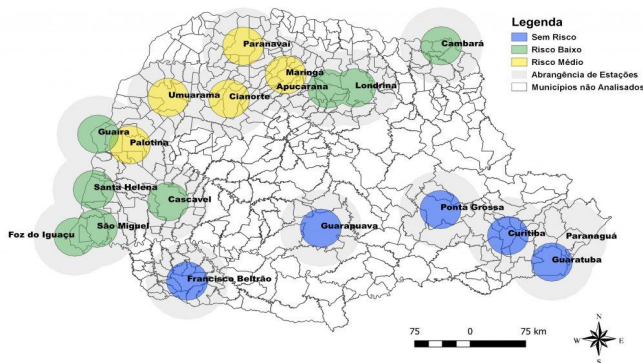 Legenda
Sem Risco
Risco Baixo
Risco Médio
Abrangência de Estações
Municípios não Analisados
Paranavaí
Cambará
Maringá
Apucarana
Londrina
Umuarama
Cianorte
Guaíra
Palotina
Santa Helena
Cascavel
São Miguel
Foz do Iguaçu
Guarapuava
Ponta Grossa
Curitiba
Paranaguá
Guaratuba
Francisco Beltrão
75 0 75 km
N
W E
S